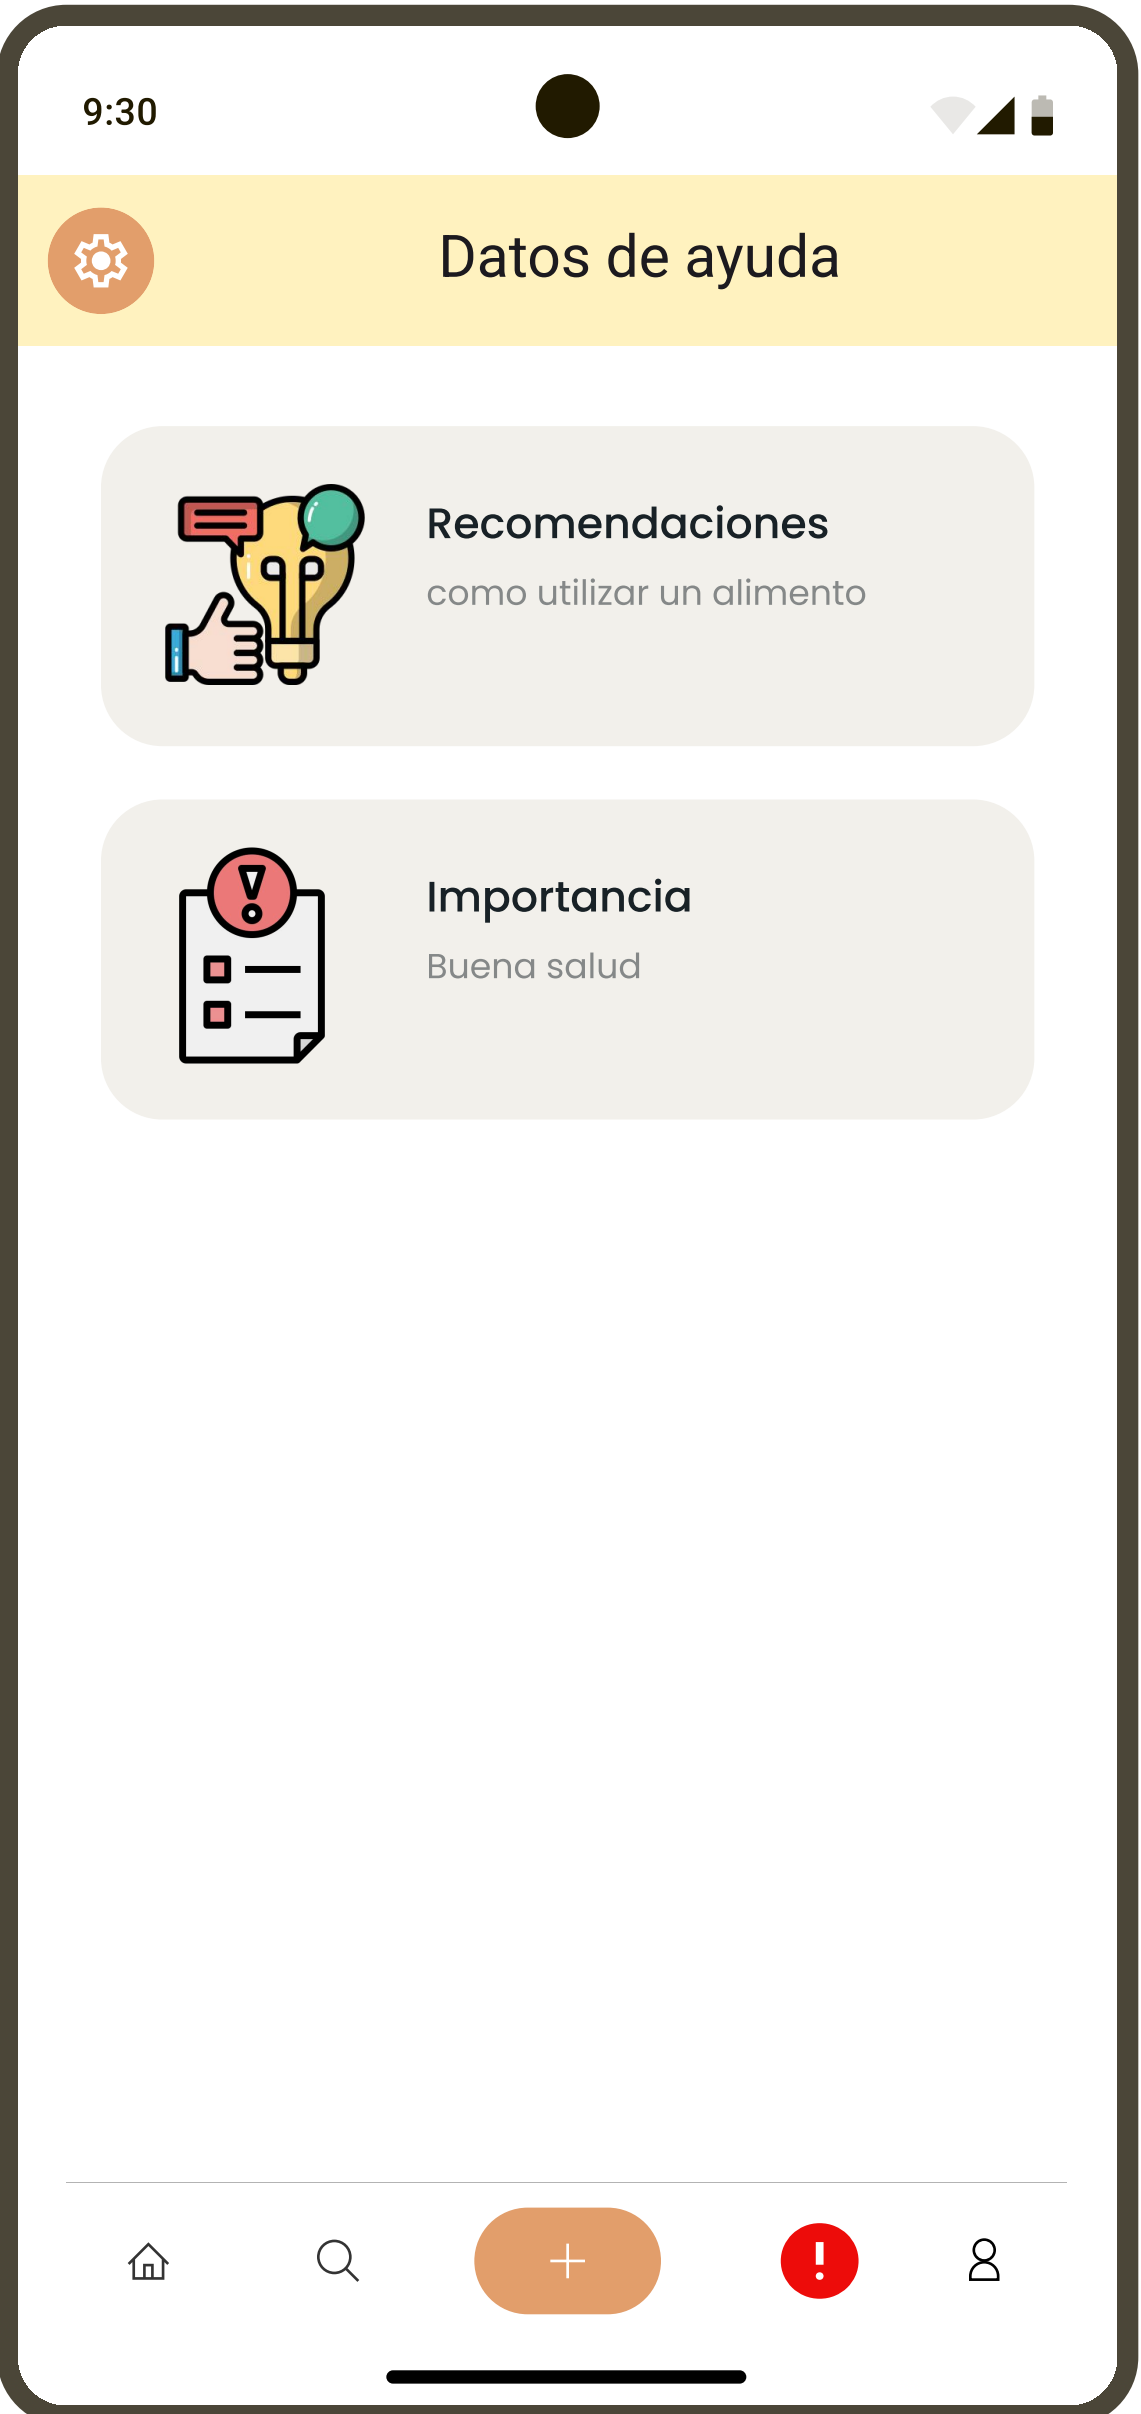 9:30
Datos de ayuda
Recomendaciones
como utilizar un alimento
Importancia
Buena salud